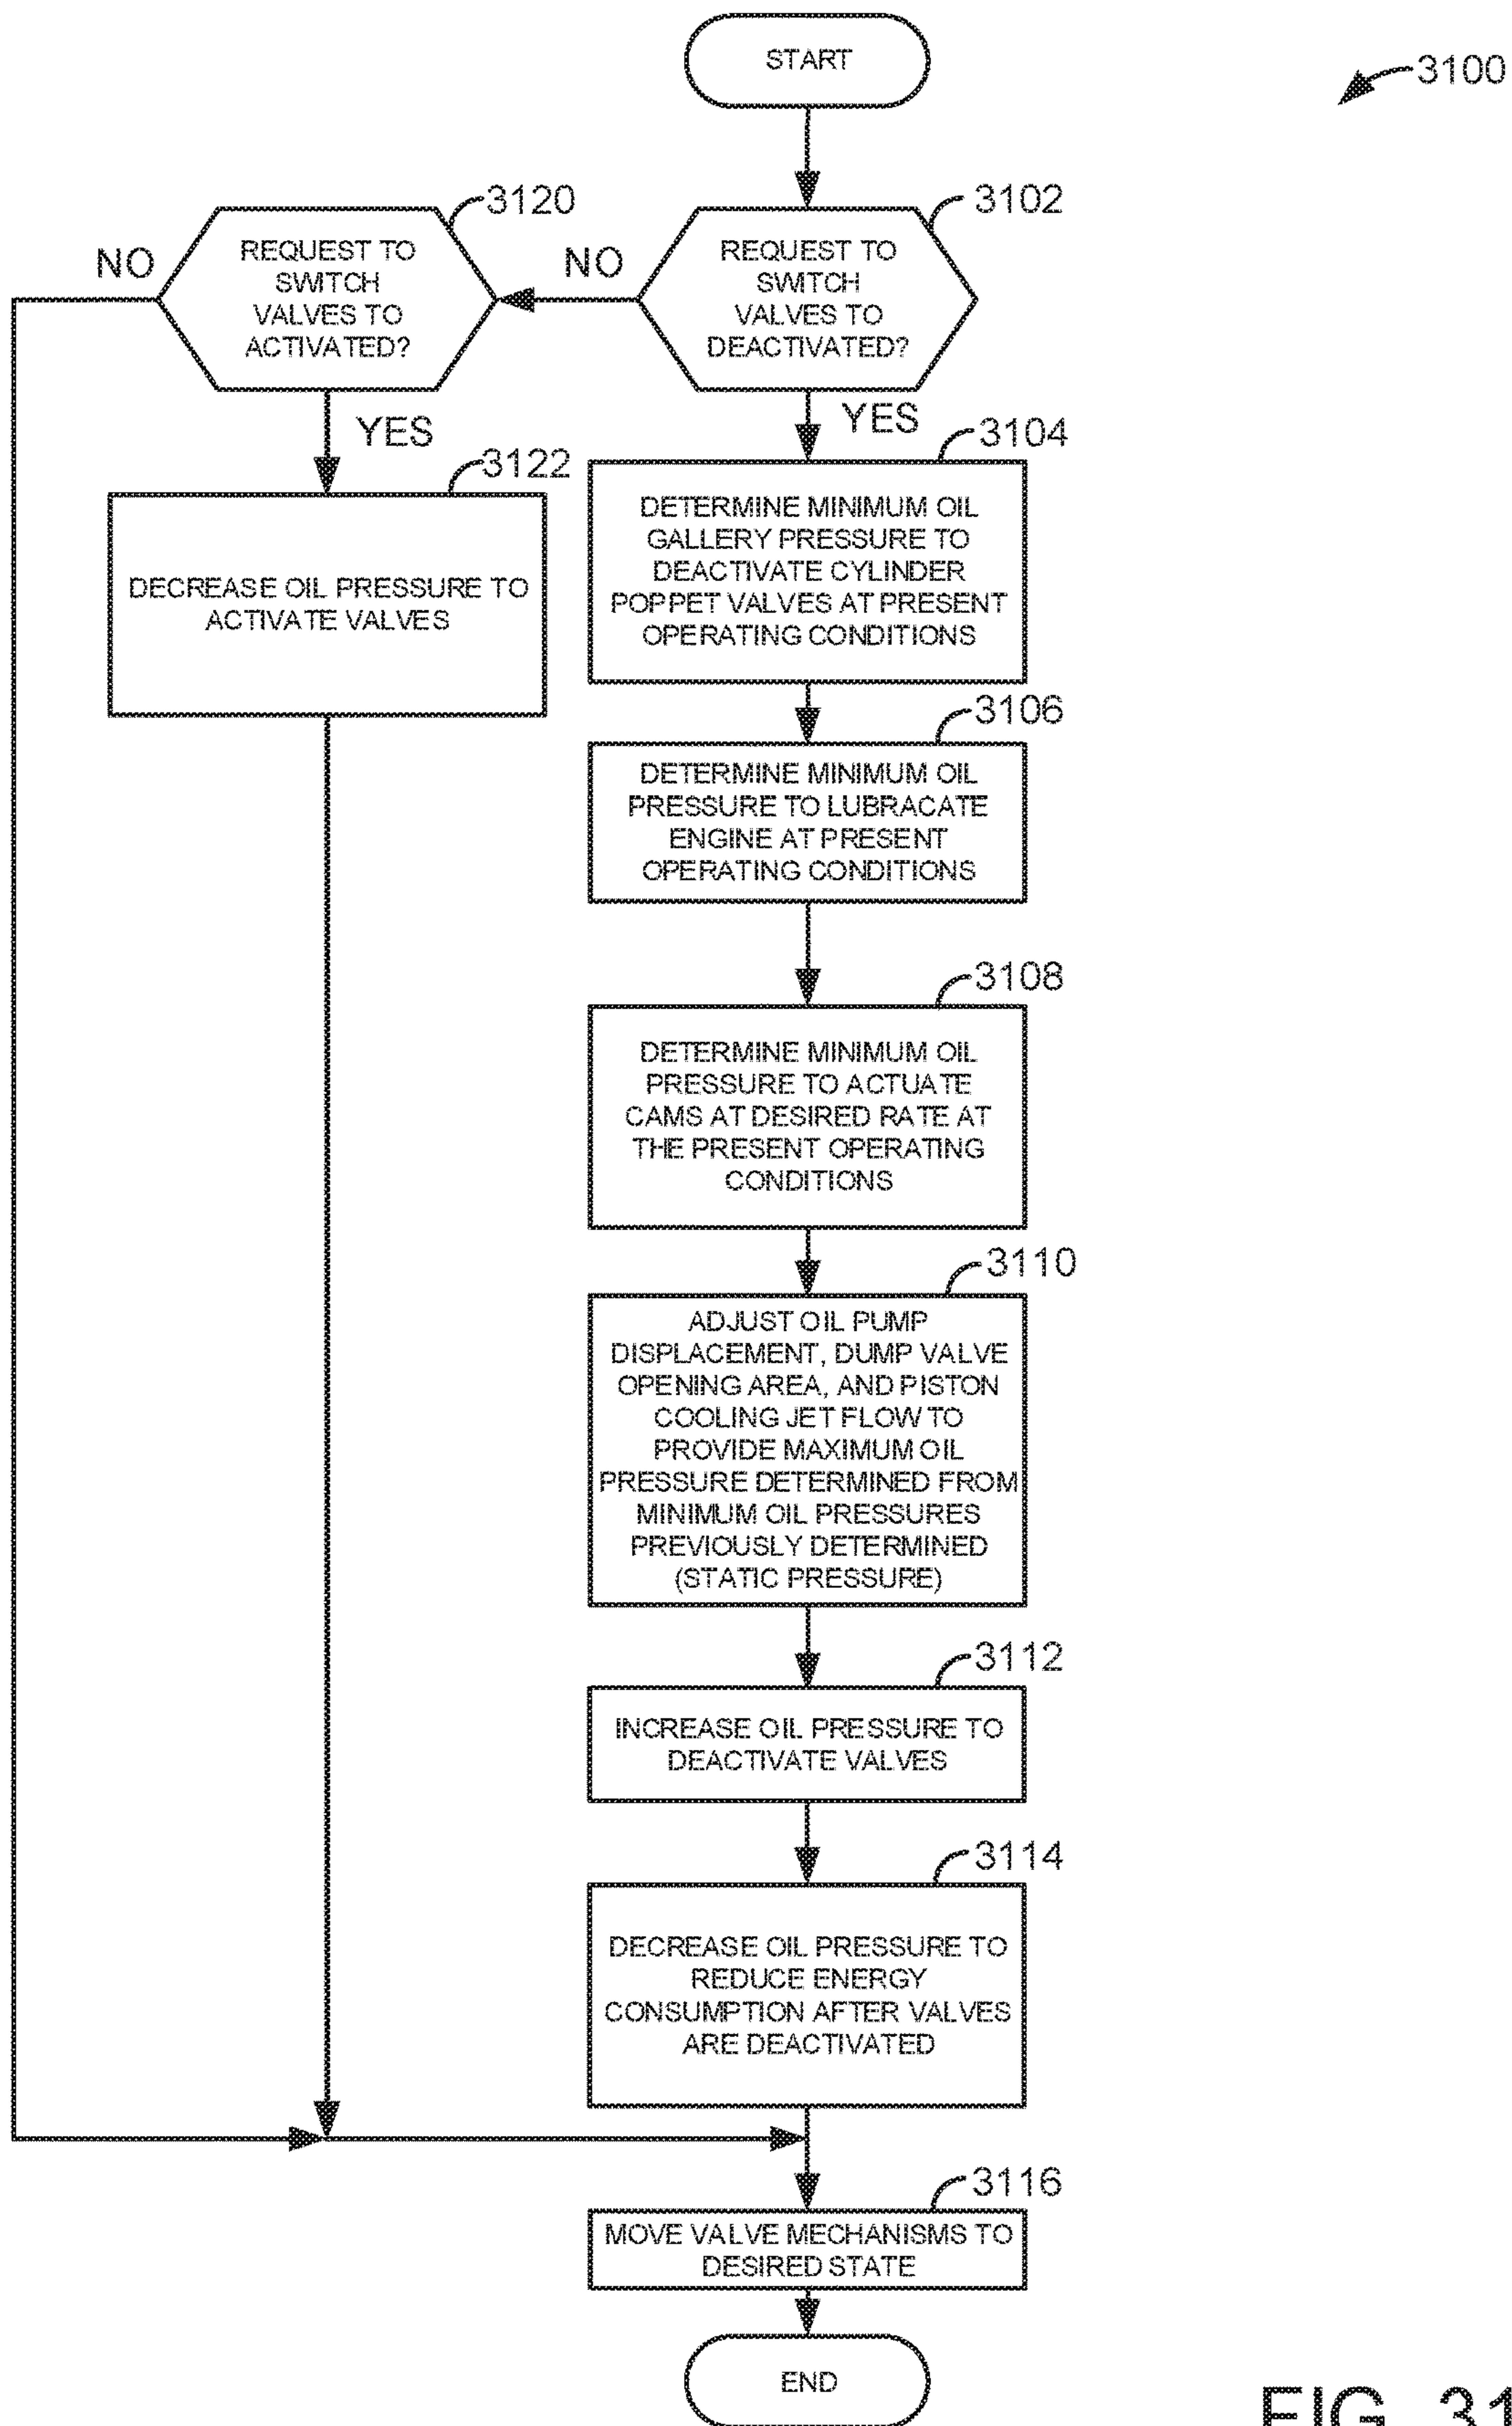 START
3100
3120
3102
REQUEST TO
SWITCH
VALVES TO
ACTIVATED?
NO
REQUEST TO
SWITCH
VALVES TO
DEACTIVATED?
NO
YES
YES
3122
DECREASE OIL PRESSURE TO
ACTIVATE VALVES
3104
DETERMINE MINIMUM OIL
GALLERY PRESSURE TO
DEACTIVATE CYLINDER
POPPET VALVES AT PRESENT
OPERATING CONDITIONS
3106
DETERMINE MINIMUM OIL
PRESSURE TO LUBRACATE
ENGINE AT PRESENT
OPERATING CONDITIONS
3108
DETERMINE MINIMUM OIL
PRESSURE TO ACTUATE
CAMS AT DESIRED RATE AT
THE PRESENT OPERATING
CONDITIONS
3110
ADJUST OIL PUMP
DISPLACEMENT, DUMP VALVE
OPENING AREA, AND PISTON
COOLING JET FLOW TO
PROVIDE MAXIMUM OIL
PRESSURE DETERMINED FROM
MINIMUM OIL PRESSURES
PREVIOUSLY DETERMINED
(STATIC PRESSURE)
3112
INCREASE OIL PRESSURE TO
DEACTIVATE VALVES
3114
DECREASE OIL PRESSURE TO
REDUCE ENERGY
CONSUMPTION AFTER VALVES
ARE DEACTIVATED
3116
MOVE VALVE MECHANISMS TO
DESIRED STATE
END
FIG. 31